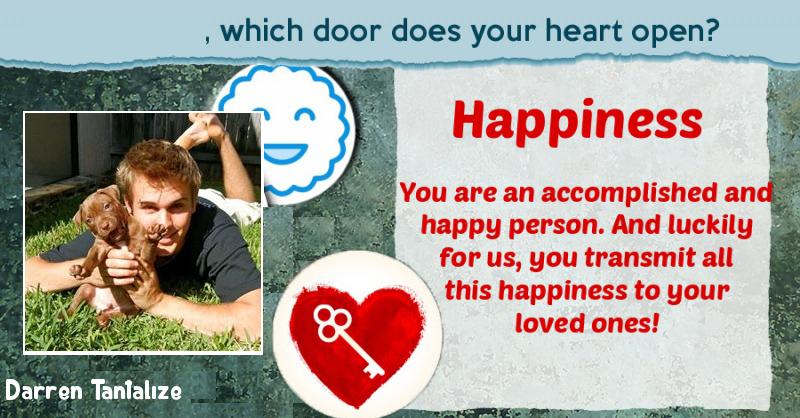 , which door does your heart open?
Happiness
You are an accomplished and
happy person. And luckily
for us, you transmit all
this happiness to your
loved ones!
Darren Tantalize